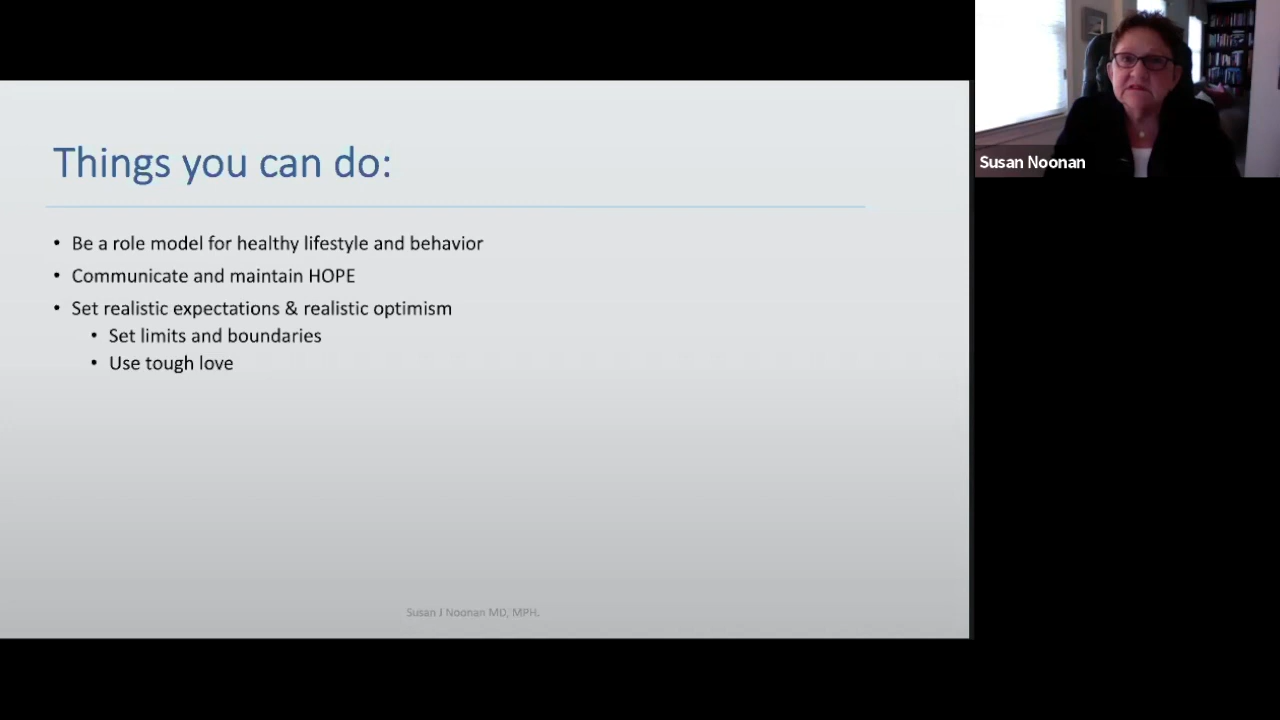 Things you can do:
• Be a role model for healthy lifestyle and behavior
• Communicate and maintain HOPE
• Set realistic expectations & realistic optimism
• Set limits and boundaries
• Use tough love
Susan J Noonan MD, MPH.
Susan Noonan